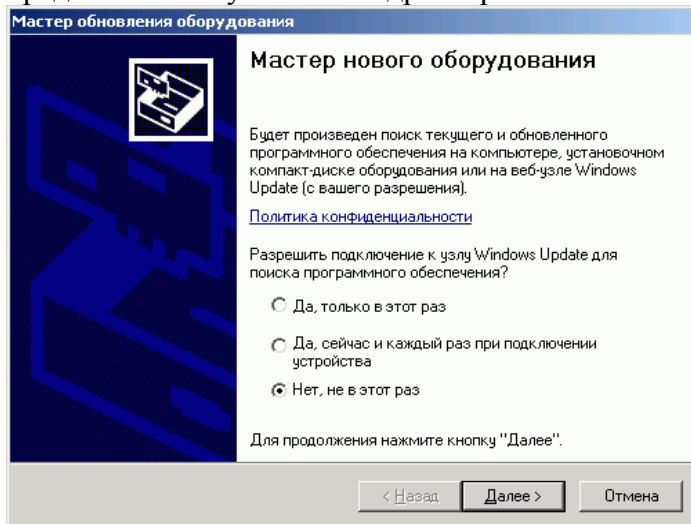 Мастер обновления оборудования
Мастер нового оборудования
Будет произведен поиск текущего и обновленного
программного обеспечения на компьютере, установочном
компакт-диске оборудования или на веб-узле Windows
Update (с вашего разрешения).
Политика конфиденциальности
Разрешить подключение к узлу Windows Update для
поиска программного обеспечения?
Да, только в этот раз
Да, сейчас и каждый раз при подключении
устройства
Нет, не в этот раз
Для продолжения нажмите кнопку "Далее".
< Назад
Далее >
Отмена